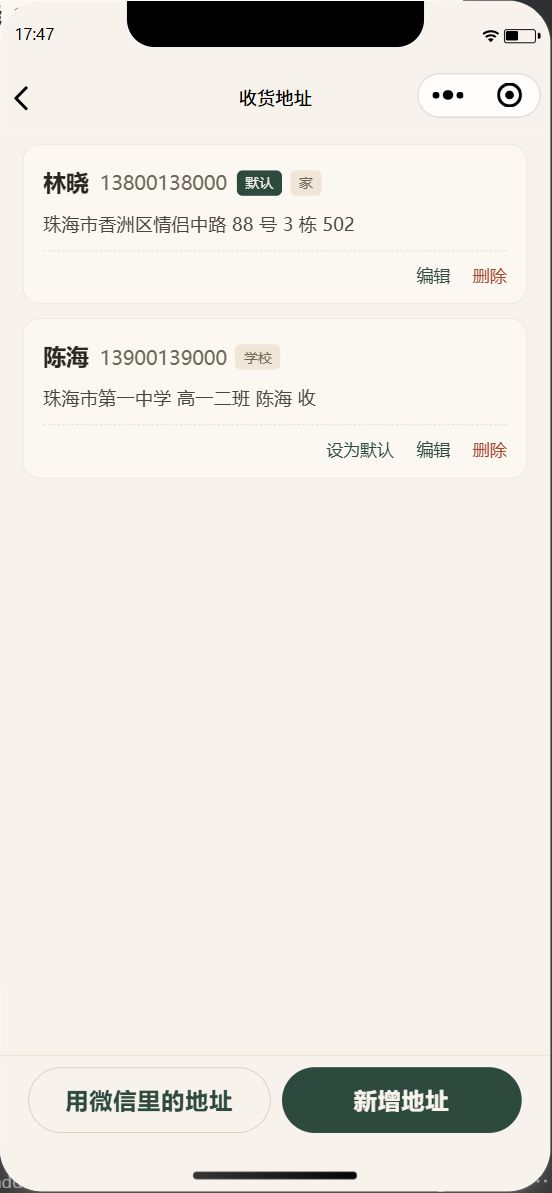 17:47
收货地址
林晓 13800138000 默认 家
珠海市香洲区情侣中路 88 号 3 栋 502
编辑 删除
陈海 13900139000 学校
珠海市第一中学 高一二班 陈海 收
设为默认 编辑 删除
用微信里的地址 新增地址